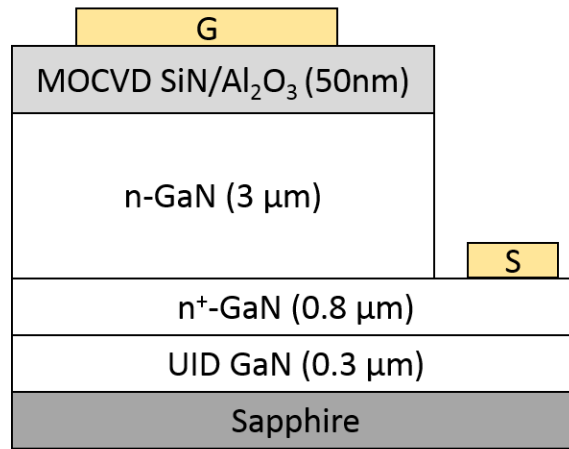 G
MOCVD SiN/Al₂O₃ (50nm)
n-GaN (3 µm)
S
n⁺-GaN (0.8 µm)
UID GaN (0.3 µm)
Sapphire